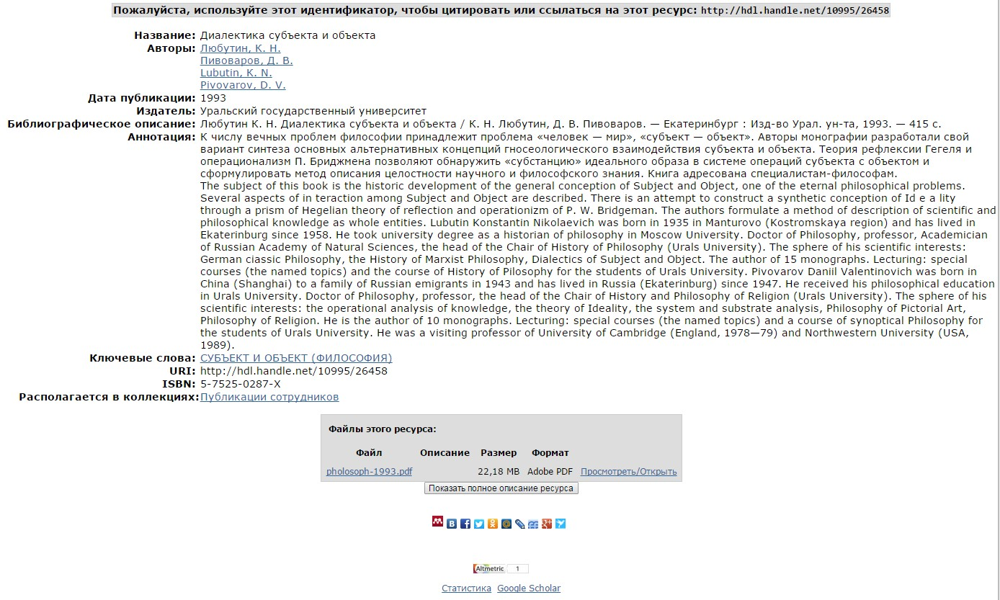 Пожалуйста, используйте этот идентификатор, чтобы цитировать или ссылаться на этот ресурс: http://hdl.handle.net/10995/26458
Название: Диалектика субъекта и объекта
Авторы: Любутин, К. Н.
Пивоваров, Д. В.
Lubutin, K. N.
Pivovarov, D. V.
Дата публикации: 1993
Издатель: Уральский государственный университет
Библиографическое описание: Любутин К. Н. Диалектика субъекта и объекта / К. Н. Любутин, Д. В. Пивоваров. — Екатеринбург : Изд-во Урал. ун-та, 1993. — 415 с.
Аннотация: К числу вечных проблем философии принадлежит проблема «человек — мир», «субъект — объект». Авторы монографии разработали свой
вариант синтеза основных альтернативных концепций гносеологического взаимодействия субъекта и объекта. Теория рефлексии Гегеля и
операционализм П. Бриджмена позволяют обнаружить «субстанцию» идеального образа в системе операций субъекта с объектом и
сформулировать метод описания целостности научного и философского знания. Книга адресована специалистам-философам.
The subject of this book is the historic development of the general conception of Subject and Object, one of the eternal philosophical problems.
Several aspects of in teraction among Subject and Object are described. There is an attempt to construct a synthetic conception of Id e a lity
through a prism of Hegelian theory of reflection and operationizm of P. W. Bridgeman. The authors formulate a method of description of scientific and
philosophical knowledge as whole entities. Lubutin Konstantin Nikolaevich was born in 1935 in Manturovo (Kostromskaya region) and has lived in
Ekaterinburg since 1958. He took university degree as a historian of philosophy in Moscow University. Doctor of Philosophy, professor, Academician
of Russian Academy of Natural Sciences, the head of the Chair of History of Philosophy (Urals University). The sphere of his scientific interests:
German ciassic Philosophy, the History of Marxist Philosophy, Dialectics of Subject and Object. The author of 15 monographs. Lecturing: special
courses (the named topics) and the course of History of Pilosophy for the students of Urals University. Pivovarov Daniil Valentinovich was born in
China (Shanghai) to a family of Russian emigrants in 1943 and has lived in Russia (Ekaterinburg) since 1947. He received his philosophical education
in Urals University. Doctor of Philosophy, professor, the head of the Chair of History and Philosophy of Religion (Urals University). The sphere of his
scientific interests: the operational analysis of knowledge, the theory of Ideality, the system and substrate analysis, Philosophy of Pictorial Art,
Philosophy of Religion. He is the author of 10 monographs. Lecturing: special courses (the named topics) and a course of synoptical Philosophy for
the students of Urals University. He was a visiting professor of University of Cambridge (England, 1978—79) and Northwestern University (USA,
1989).
Ключевые слова: СУБЪЕКТ И ОБЪЕКТ (ФИЛОСОФИЯ)
URI: http://hdl.handle.net/10995/26458
ISBN: 5-7525-0287-X
Располагается в коллекциях: Публикации сотрудников
Файлы этого ресурса:
Файл Описание Размер Формат
pholosoph-1993.pdf 22,18 MB Adobe PDF Просмотреть/Открыть
Показать полное описание ресурса
Altmetric 1
Статистика Google Scholar